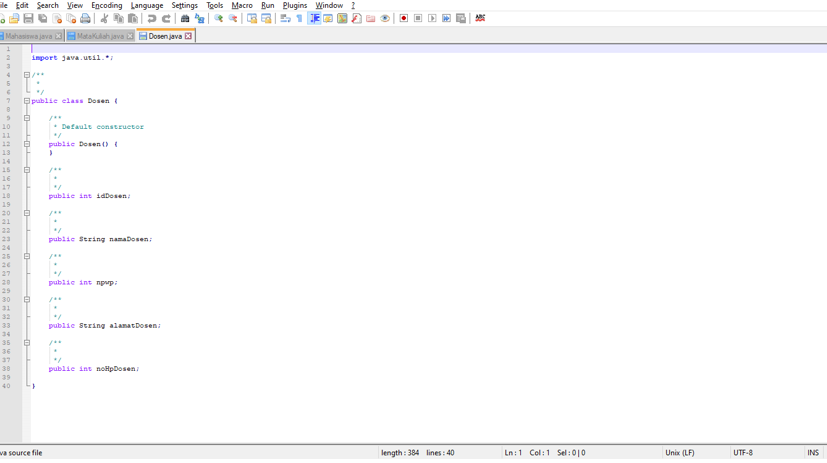 ile Edit Search View Encoding Language Settings Tools Macro Run Plugins Window ?
Mahasiswa.java MataKuliah.java Dosen.java
1
2 import java.util.*;
3
4 /**
5 *
6 */
7 public class Dosen {
8
9 /**
10 * Default constructor
11 */
12 public Dosen() {
13 }
14
15 /**
16 *
17 */
18 public int idDosen;
19
20 /**
21 *
22 */
23 public String namaDosen;
24
25 /**
26 *
27 */
28 public int npwp;
29
30 /**
31 *
32 */
33 public String alamatDosen;
34
35 /**
36 *
37 */
38 public int noHpDosen;
39
40 }
va source file length : 384 lines : 40 Ln : 1 Col : 1 Sel : 0 | 0 Unix (LF) UTF-8 INS